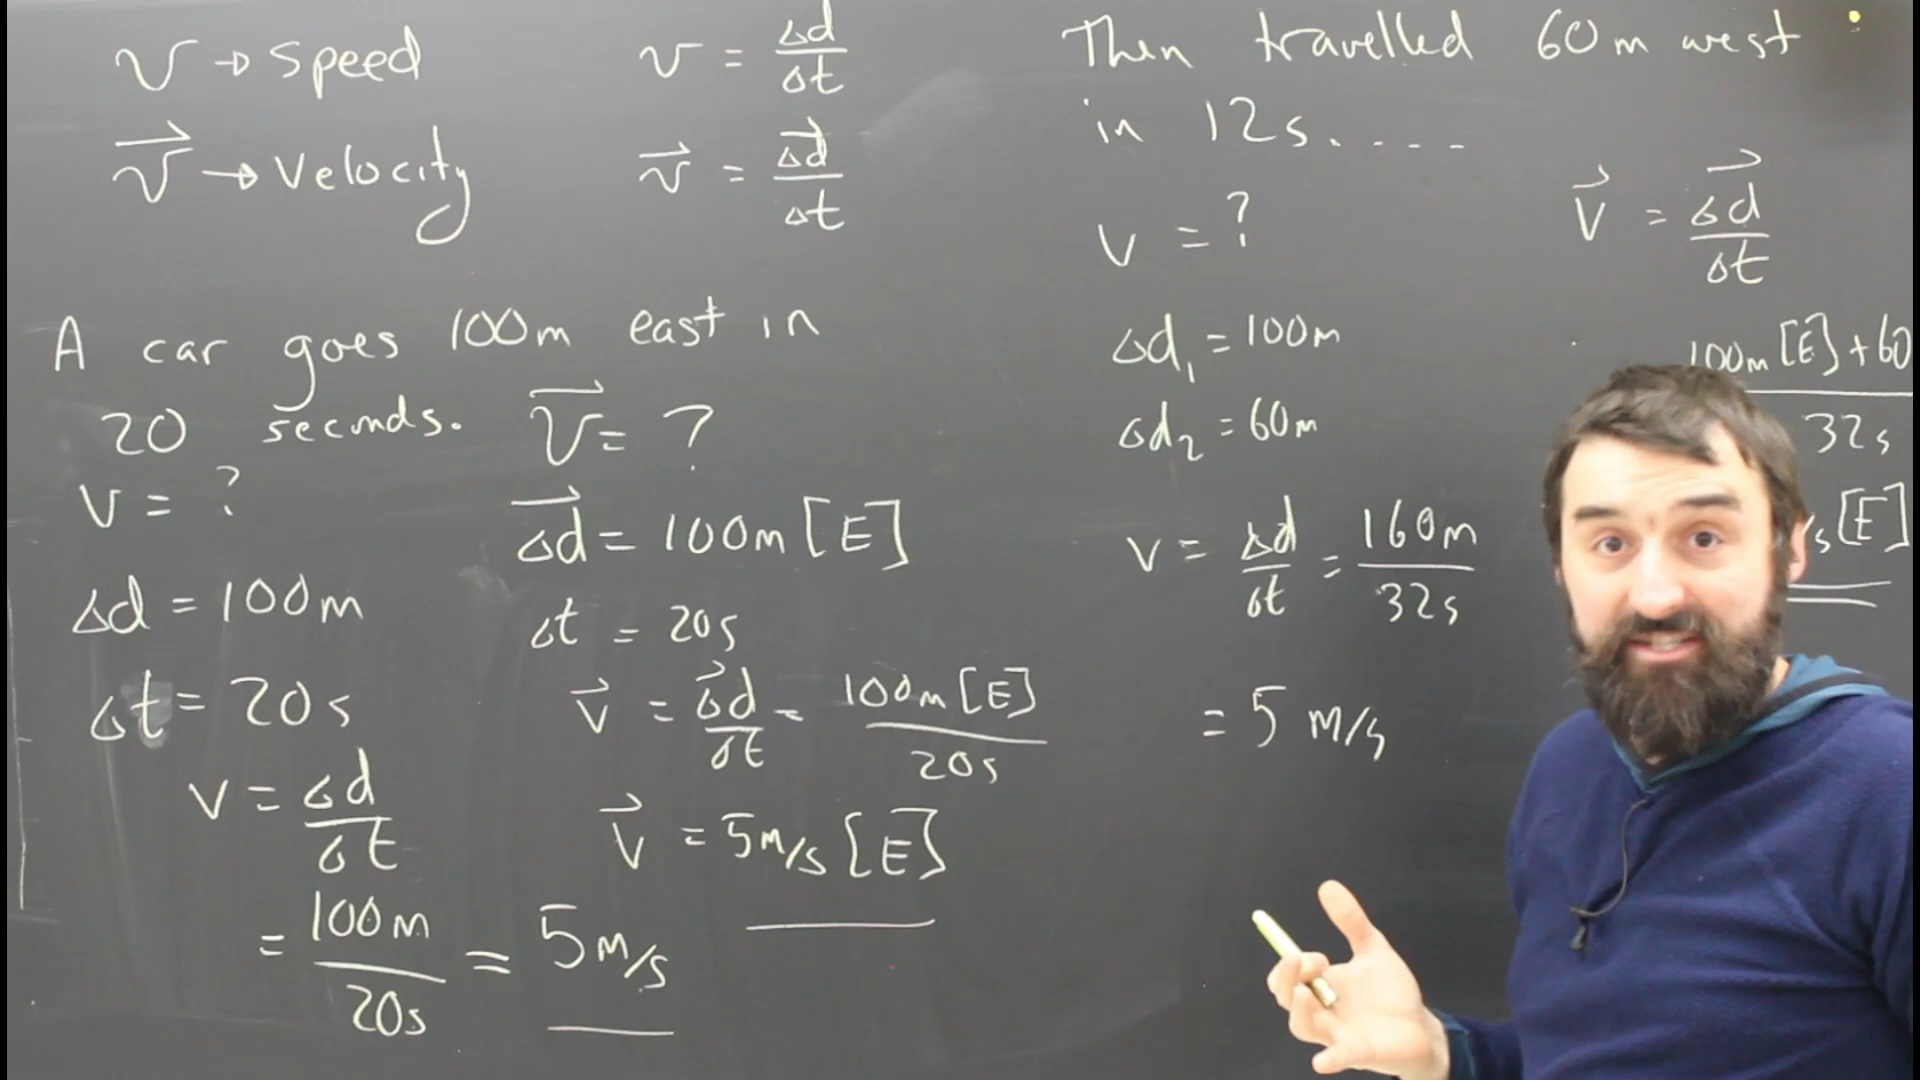 v → speed
v = Δd/Δt
v⃗ → Velocity
v⃗ = Δd⃗/Δt
A car goes 100m east in
20 seconds. v⃗ = ?
v = ?
Δd = 100m
Δt = 20s
v = Δd/Δt
= 100m/20s = 5m/s
Δd⃗ = 100m [E]
Δt = 20s
v⃗ = Δd⃗/Δt = 100m [E]/20s
v⃗ = 5m/s [E]
Then travelled 60m west
in 12s.....
v = ?
Δd₁ = 100m
Δd₂ = 60m
v = Δd/Δt = 160m/32s
= 5 m/s
v⃗ = Δd⃗/Δt
100m [E] + 60
32s
/s [E]